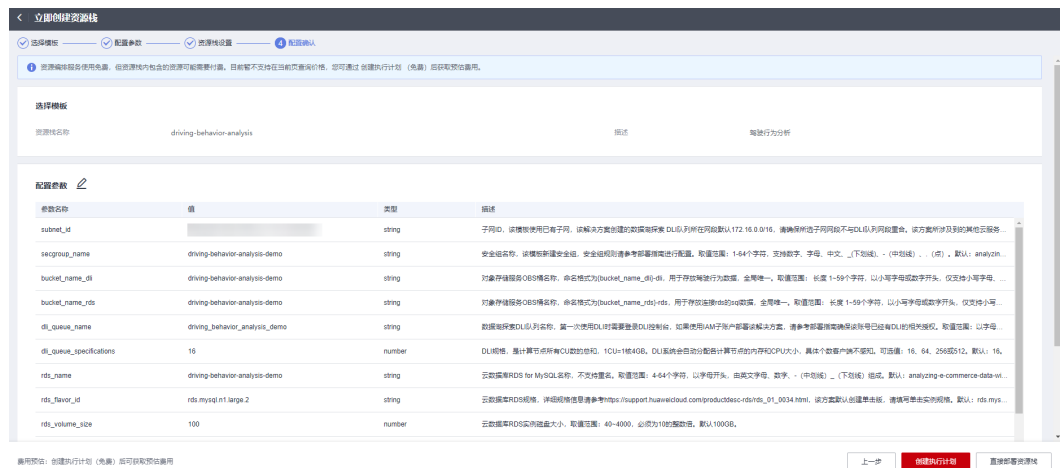 立即创建资源栈
选择模板 配置参数 资源栈设置 4 配置确认
资源编排服务使用免费，但资源栈内包含的资源可能需要付费。目前暂不支持在当前页查询价格，您可通过 创建执行计划 （免费）后获取预估费用。
选择模板
资源栈名称 driving-behavior-analysis 描述 驾驶行为分析
配置参数
参数名称 值 类型 描述
subnet_id string 子网ID，该模板使用已有子网，该解决方案创建的数据湖探索 DLI队列所在网段默认172.16.0.0/16，请确保所选子网网段不与DLI队列网段重合。该方案所涉及到的其他云服务...
secgroup_name driving-behavior-analysis-demo string 安全组名称，该模板新建安全组，安全组规则请参考部署指南进行配置。取值范围：1-64个字符，支持数字、字母、中文、_(下划线)、-（中划线）、.（点）。默认：analyzin...
bucket_name_dli driving-behavior-analysis-demo string 对象存储服务OBS桶名称，命名格式为{bucket_name_dli}-dli，用于存放驾驶行为数据，全局唯一。取值范围： 长度 1~59个字符，以小写字母或数字开头，仅支持小写字母、...
bucket_name_rds driving-behavior-analysis-demo string 对象存储服务OBS桶名称，命名格式为{bucket_name_rds}-rds，用于存放连接rds的sql数据，全局唯一。取值范围： 长度 1~59个字符，以小写字母或数字开头，仅支持小写...
dli_queue_name driving_behavior_analysis_demo string 数据湖探索DLI队列名称，第一次使用DLI时需要登录DLI控制台，如果使用IAM子账户部署该解决方案，请参考部署指南确保该账号已经有DLI的相关授权。取值范围：以字母...
dli_queue_specifications 16 number DLI规格，是计算节点所有CU数的总和，1CU=1核4GB。DLI系统会自动分配各计算节点的内存和CPU大小，具体个数客户端不感知。可选值：16、64、256或512。默认：16。
rds_name driving-behavior-analysis-demo string 云数据库RDS for MySQL名称，不支持重名。取值范围：4-64个字符，以字母开头，由英文字母、数字、-（中划线）_（下划线）组成。默认：analyzing-e-commerce-data-wi...
rds_flavor_id rds.mysql.n1.large.2 string 云数据库RDS规格，详细规格信息请参考https://support.huaweicloud.com/productdesc-rds/rds_01_0034.html，该方案默认创建单击版，请填写单击实例规格。默认：rds.mys...
rds_volume_size 100 number 云数据库RDS实例磁盘大小，取值范围：40~4000，必须为10的整数倍。默认100GB。
费用预估：创建执行计划（免费）后可获取预估费用 上一步 创建执行计划 直接部署资源栈